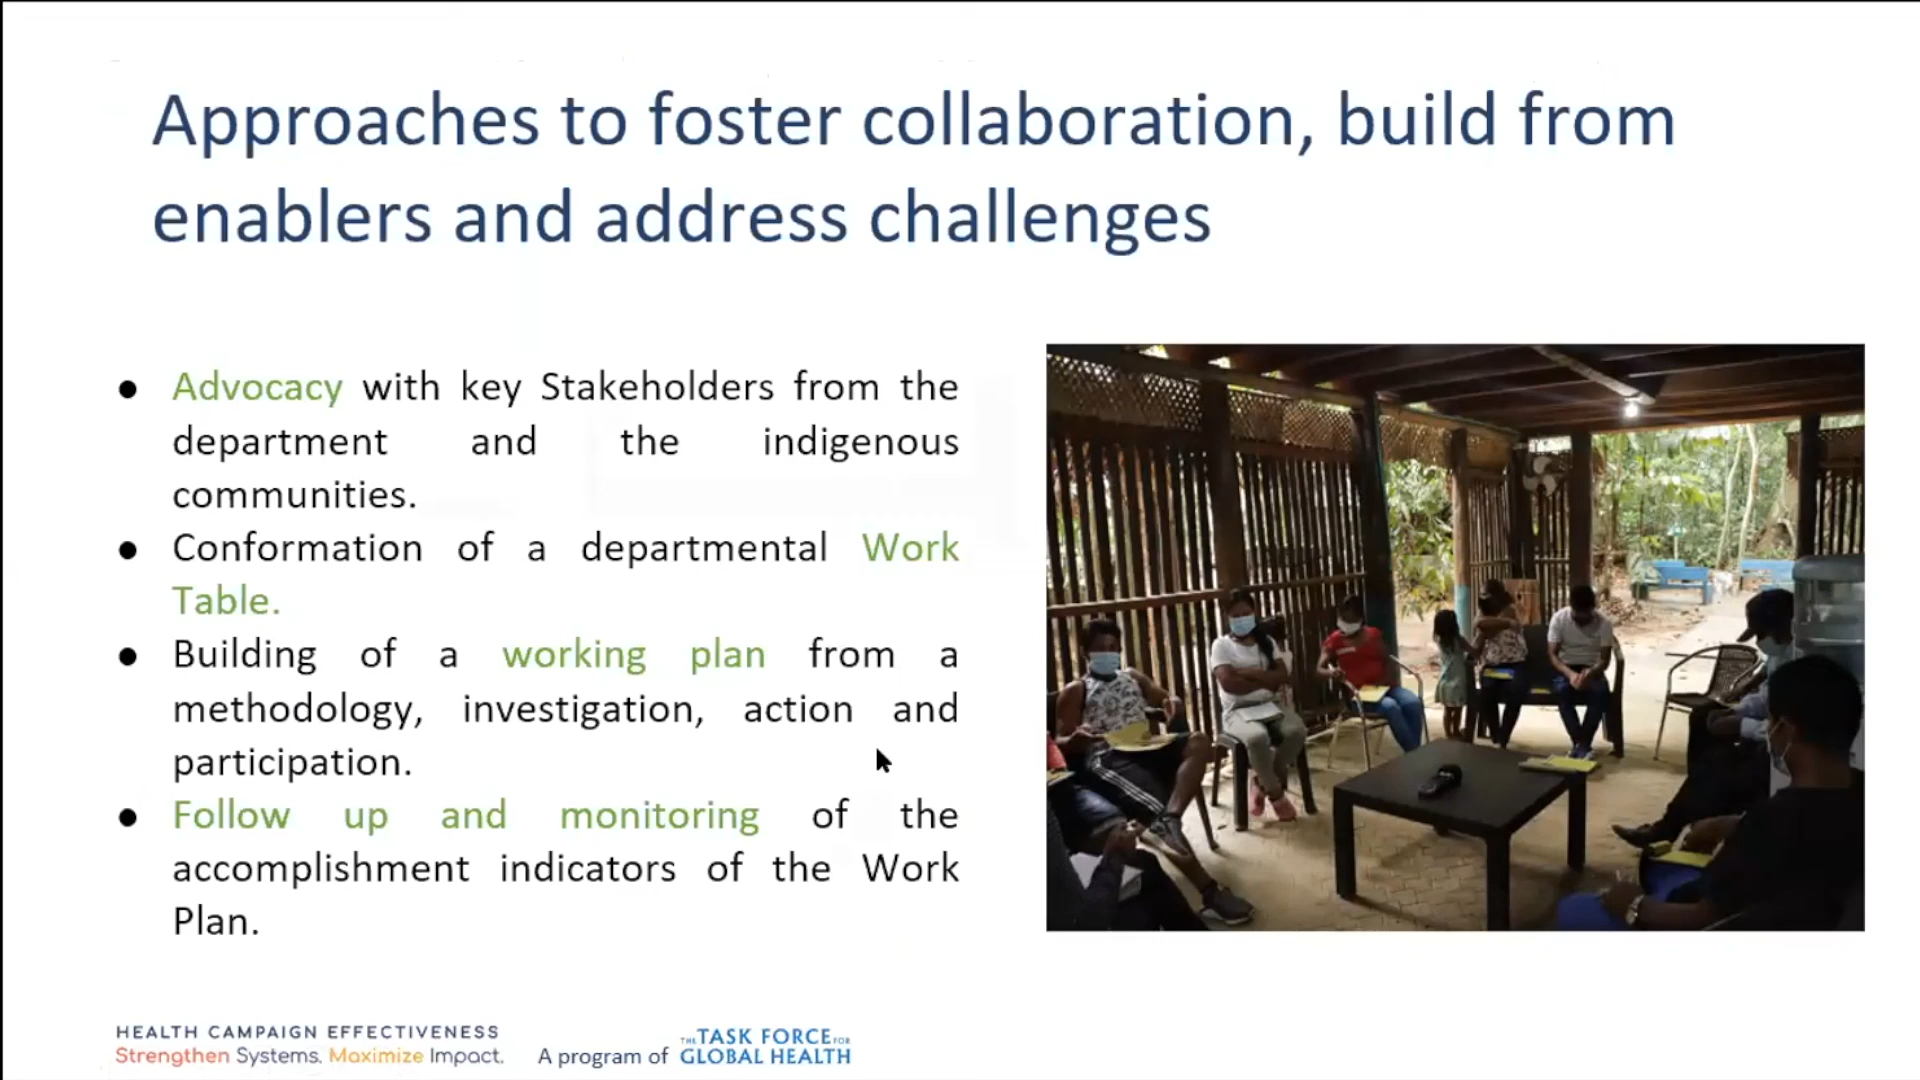 Approaches to foster collaboration, build from
enablers and address challenges
● Advocacy with key Stakeholders from the
department and the indigenous
communities.
● Conformation of a departmental Work
Table.
● Building of a working plan from a
methodology, investigation, action and
participation.
● Follow up and monitoring of the
accomplishment indicators of the Work
Plan.
HEALTH CAMPAIGN EFFECTIVENESS
Strengthen Systems. Maximize Impact.
A program of
THE TASK FORCE FOR
GLOBAL HEALTH